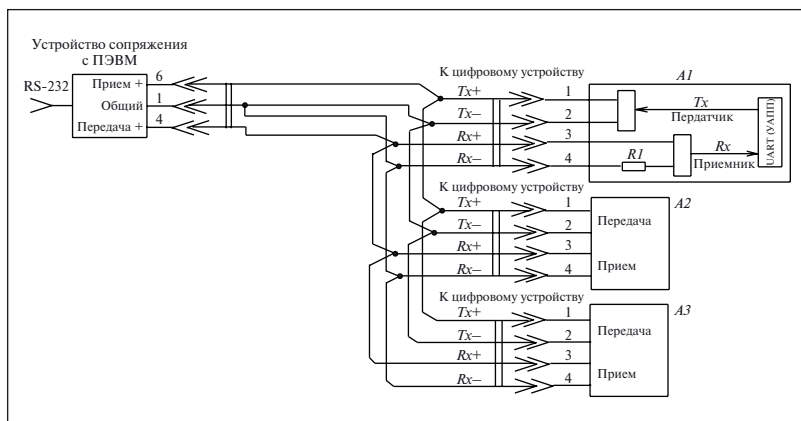 Устройство сопряжения
с ПЭВМ
RS-232
Прием +
6
Общий
1
Передача +
4
К цифровому устройству
Tx+
1
Tx–
2
Rx+
3
Rx–
4
A1
Tx
Пердатчик
R1
Rx
Приемник
UART (УАПП)
К цифровому устройству
Tx+
1
Tx–
2
Rx+
3
Rx–
4
A2
Передача
Прием
К цифровому устройству
Tx+
1
Tx–
2
Rx+
3
Rx–
4
A3
Передача
Прием